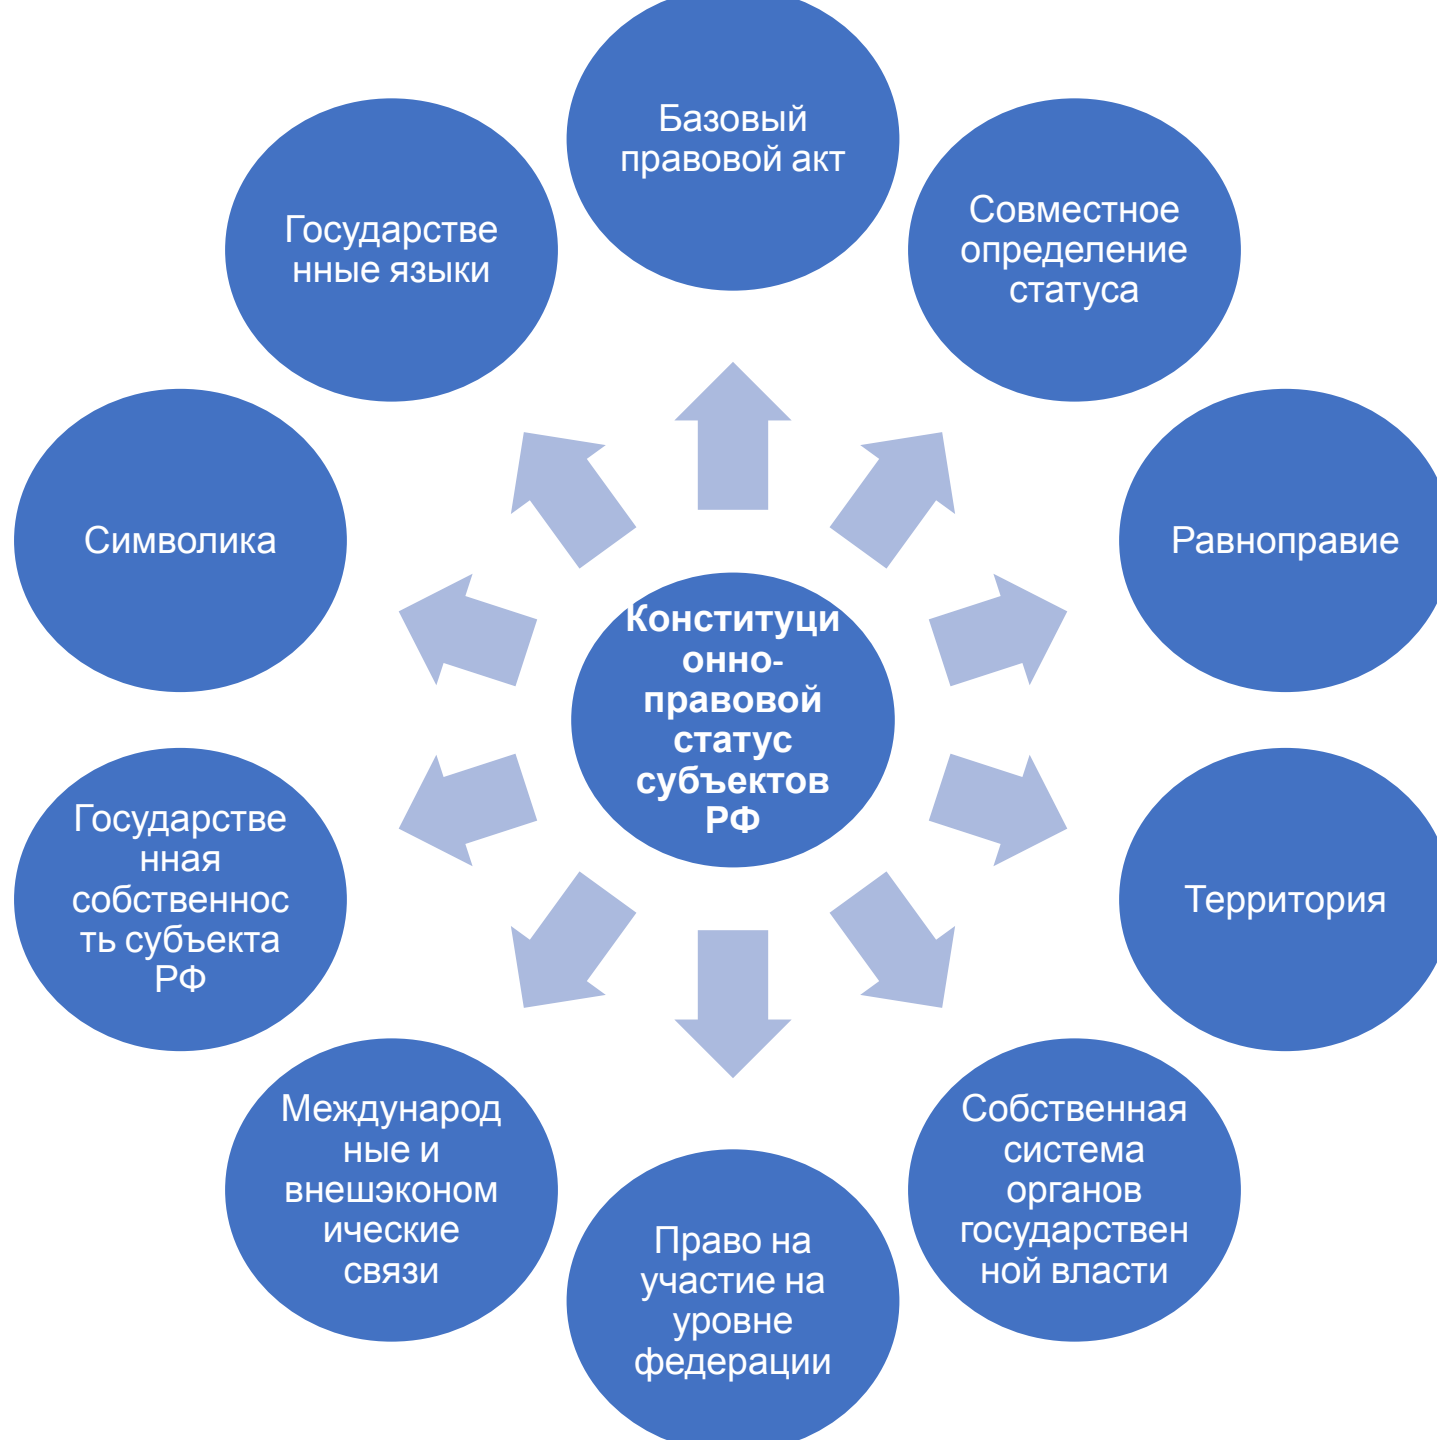 Базовый
правовой акт
Совместное
определение
статуса
Равноправие
Территория
Собственная
система
органов
государствен
ной власти
Право на
участие на
уровне
федерации
Международ
ные и
внешэконом
ические
связи
Государстве
нная
собственнос
ть субъекта
РФ
Символика
Государстве
нные языки
Конституци
онно-
правовой
статус
субъектов
РФ